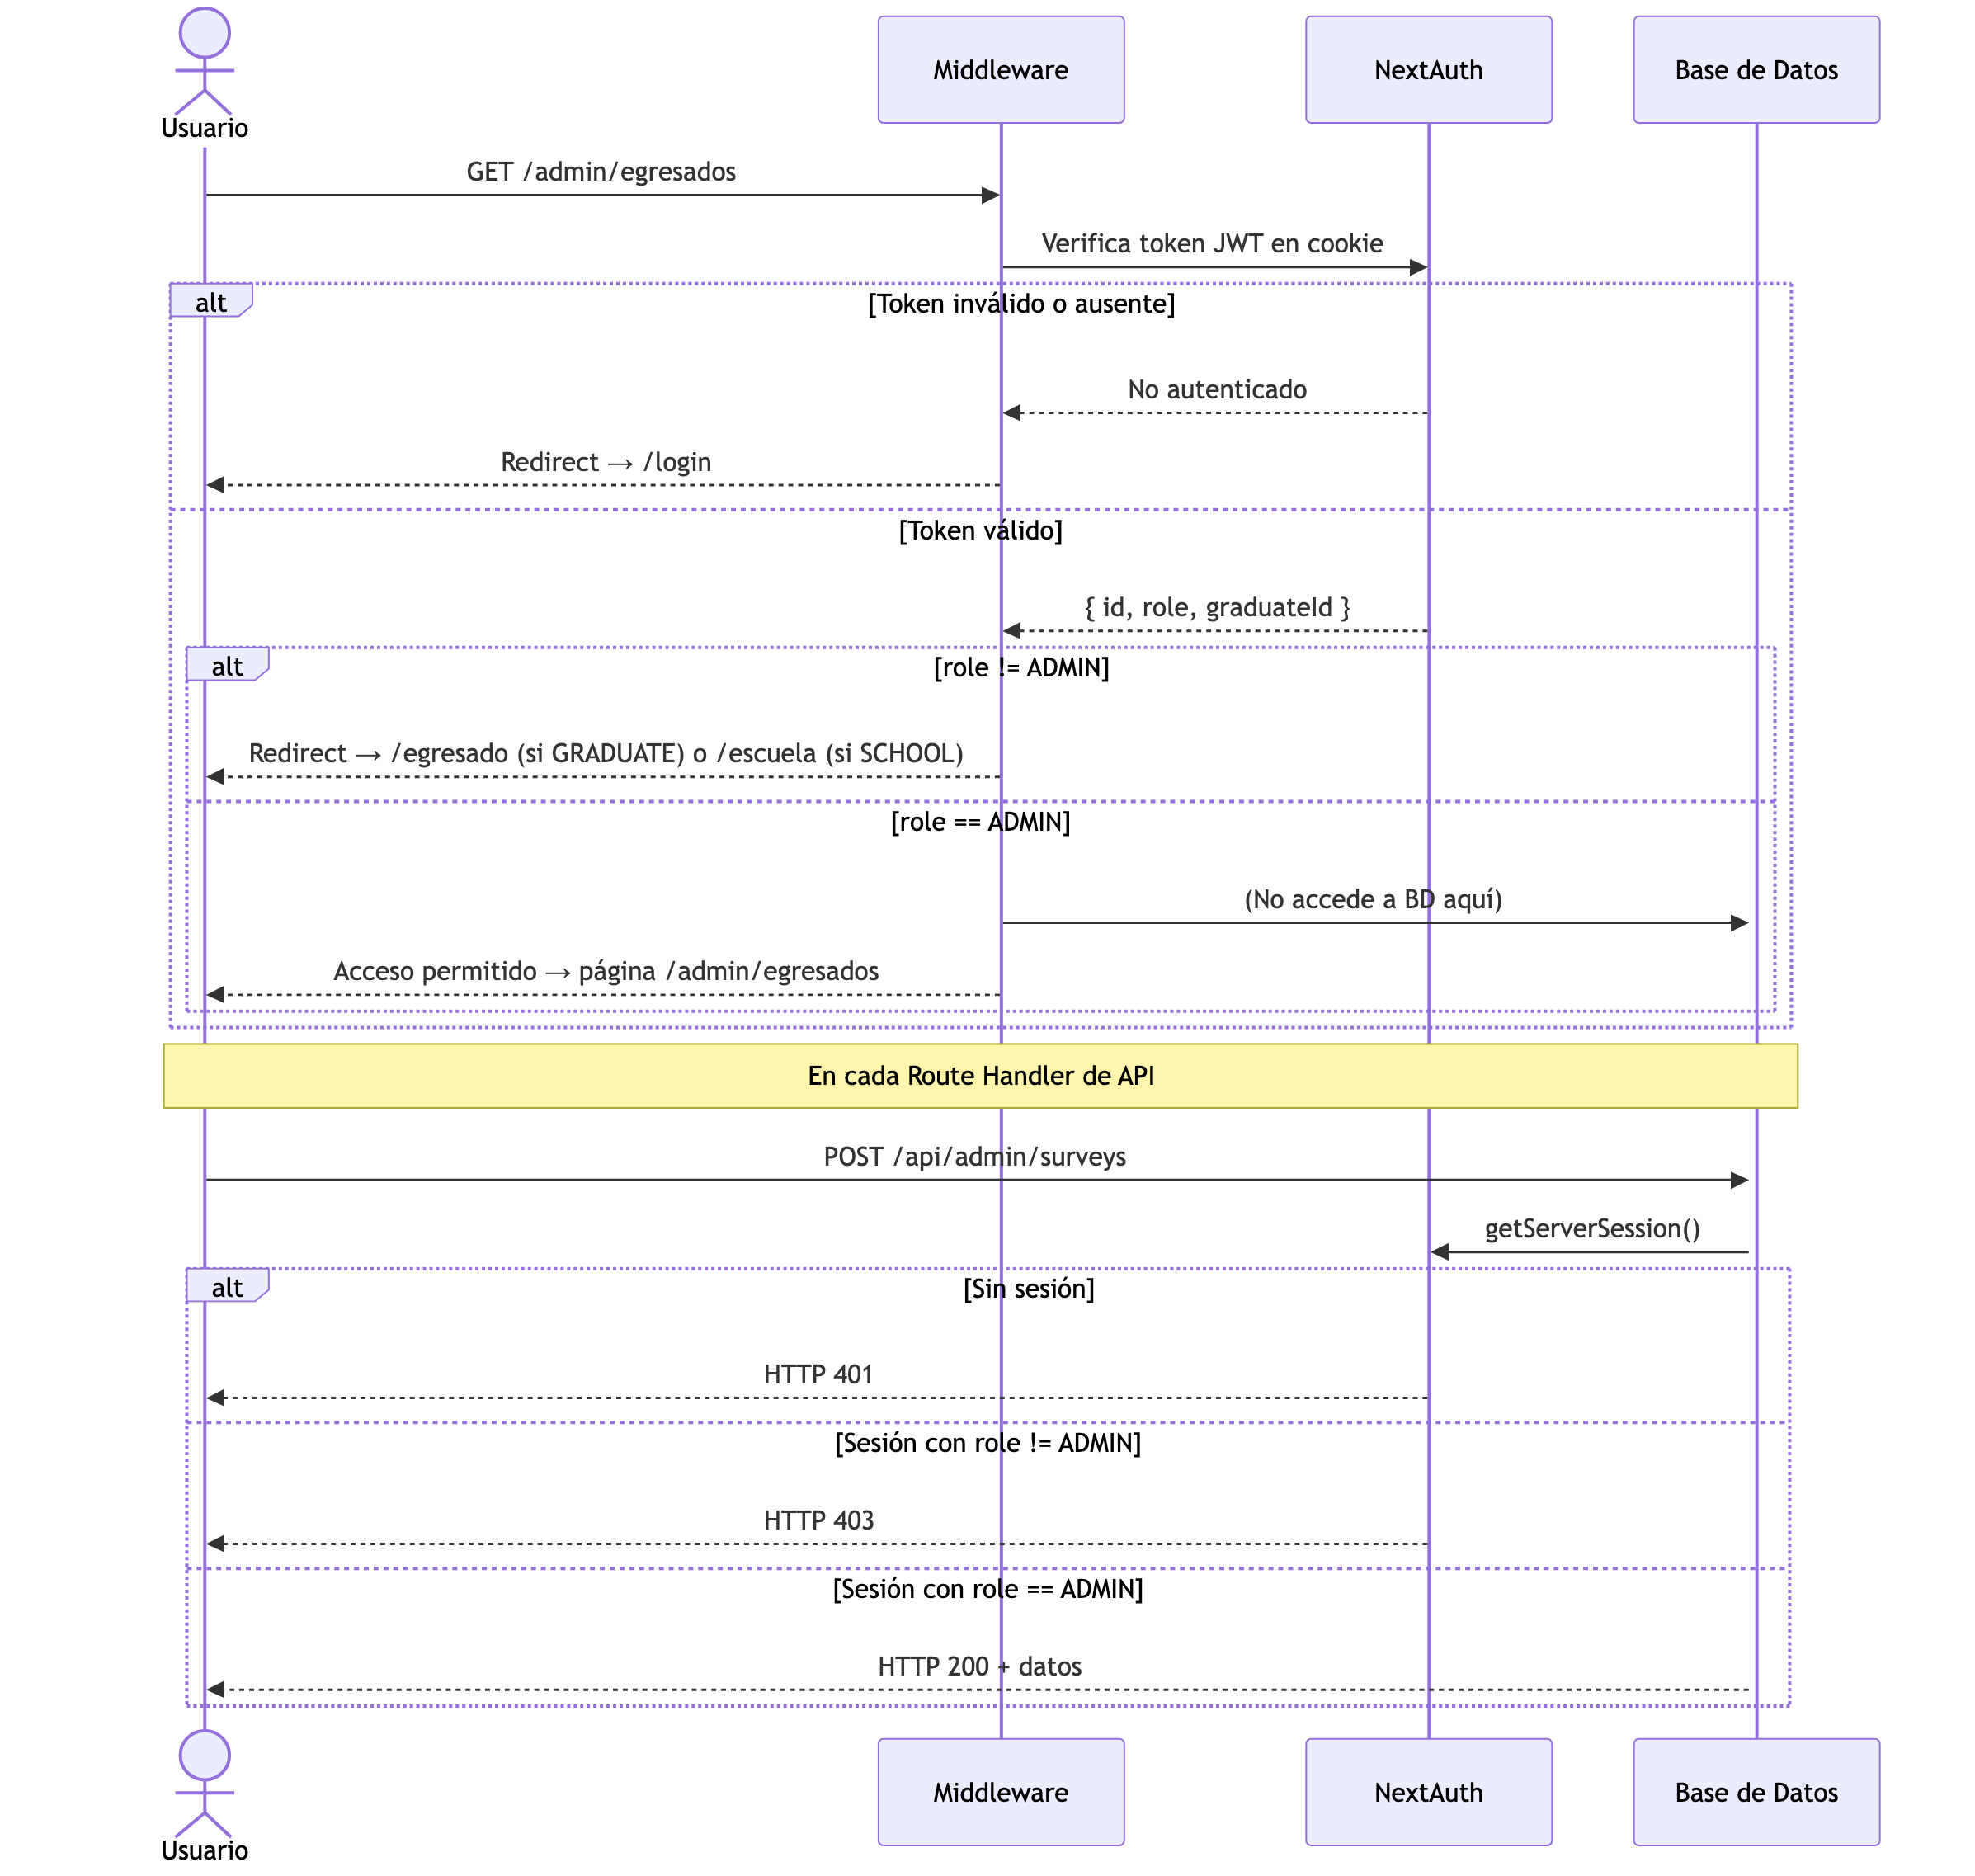 Usuario
Middleware
NextAuth
Base de Datos
GET /admin/egresados
Verifica token JWT en cookie
alt
[Token inválido o ausente]
No autenticado
Redirect → /login
[Token válido]
{ id, role, graduateId }
alt
[role != ADMIN]
Redirect → /egresado (si GRADUATE) o /escuela (si SCHOOL)
[role == ADMIN]
(No accede a BD aquí)
Acceso permitido → página /admin/egresados
En cada Route Handler de API
POST /api/admin/surveys
getServerSession()
alt
[Sin sesión]
HTTP 401
[Sesión con role != ADMIN]
HTTP 403
[Sesión con role == ADMIN]
HTTP 200 + datos
Usuario
Middleware
NextAuth
Base de Datos